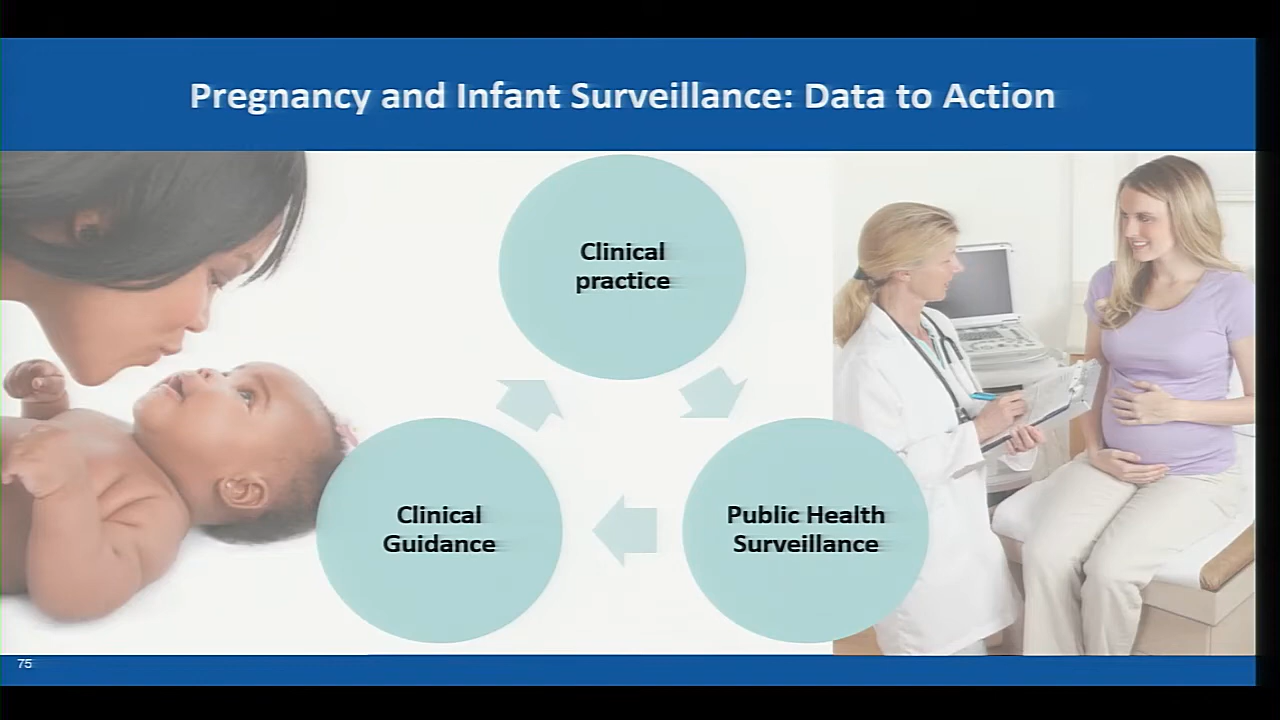 Pregnancy and Infant Surveillance: Data to Action
Clinical
practice
Clinical
Guidance
Public Health
Surveillance
75